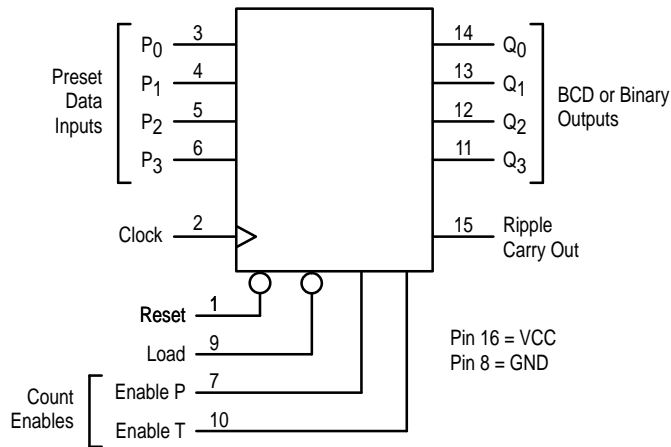 Preset
Data
Inputs
P0 3
P1 4
P2 5
P3 6
14 Q0
13 Q1
12 Q2
11 Q3
BCD or Binary
Outputs
Clock 2
15 Ripple
Carry Out
Reset 1
Load 9
Pin 16 = VCC
Pin 8 = GND
Count
Enables
Enable P 7
Enable T 10